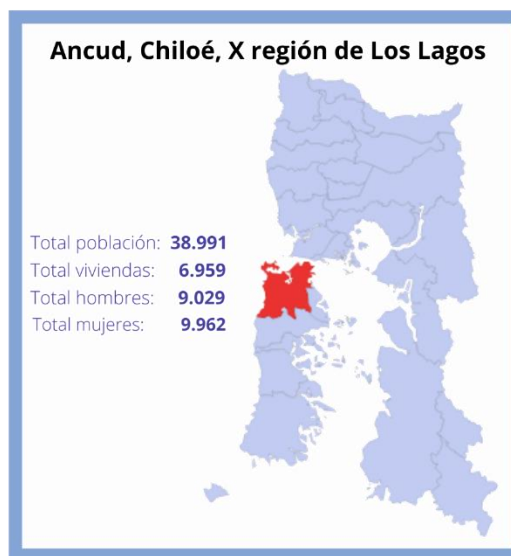 Ancud, Chiloé, X región de Los Lagos
Total población: 38.991
Total viviendas: 6.959
Total hombres: 9.029
Total mujeres: 9.962